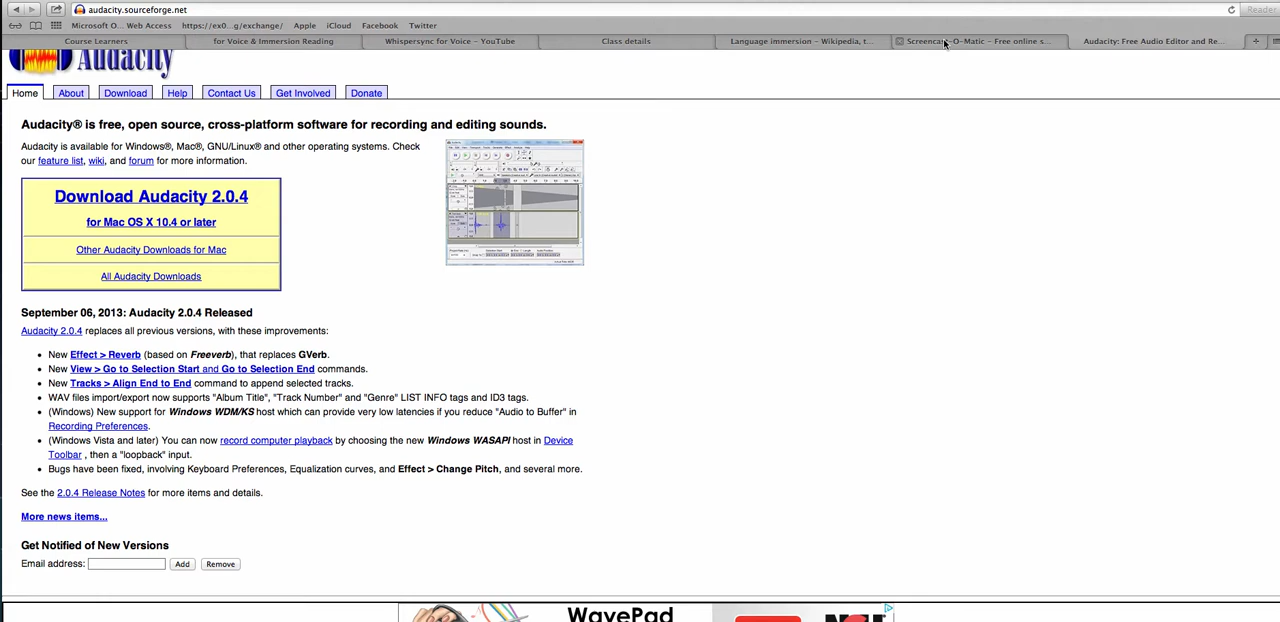 audacity.sourceforge.net
Reader
Microsoft O... Web Access https://ex0...g/exchange/ Apple iCloud Facebook Twitter
Course Learners for Voice & Immersion Reading Whispersync for Voice – YouTube Class details Language immersion – Wikipedia, t... Screencast-O-Matic – Free online s... Audacity: Free Audio Editor and Re...
Audacity
Home About Download Help Contact Us Get Involved Donate
Audacity® is free, open source, cross-platform software for recording and editing sounds.
Audacity is available for Windows®, Mac®, GNU/Linux® and other operating systems. Check
our feature list, wiki, and forum for more information.
Download Audacity 2.0.4
for Mac OS X 10.4 or later
Other Audacity Downloads for Mac
All Audacity Downloads
September 06, 2013: Audacity 2.0.4 Released
Audacity 2.0.4 replaces all previous versions, with these improvements:
• New Effect > Reverb (based on Freeverb), that replaces GVerb.
• New View > Go to Selection Start and Go to Selection End commands.
• New Tracks > Align End to End command to append selected tracks.
• WAV files import/export now supports "Album Title", "Track Number" and "Genre" LIST INFO tags and ID3 tags.
• (Windows) New support for Windows WDM/KS host which can provide very low latencies if you reduce "Audio to Buffer" in
Recording Preferences.
• (Windows Vista and later) You can now record computer playback by choosing the new Windows WASAPI host in Device
Toolbar , then a "loopback" input.
• Bugs have been fixed, involving Keyboard Preferences, Equalization curves, and Effect > Change Pitch, and several more.
See the 2.0.4 Release Notes for more items and details.
More news items...
Get Notified of New Versions
Email address: Add Remove
WavePad